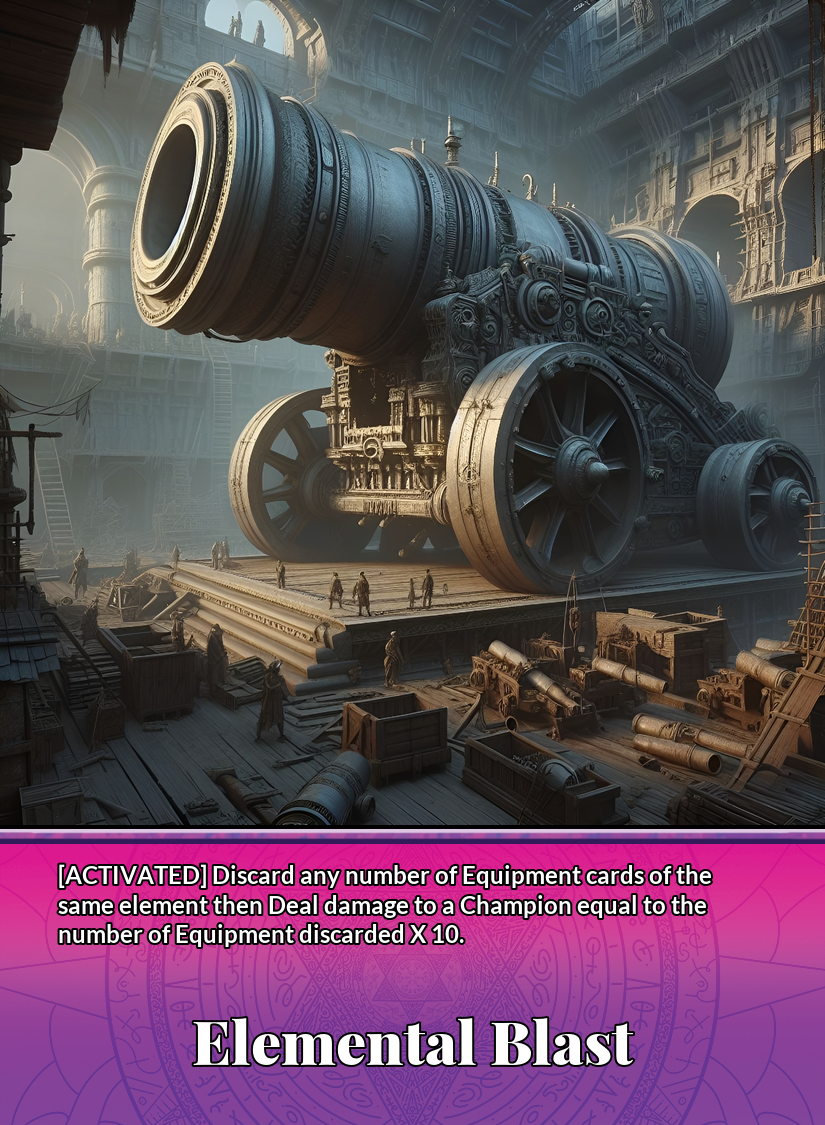 [ACTIVATED] Discard any number of Equipment cards of the
same element then Deal damage to a Champion equal to the
number of Equipment discarded X 10.
Elemental Blast